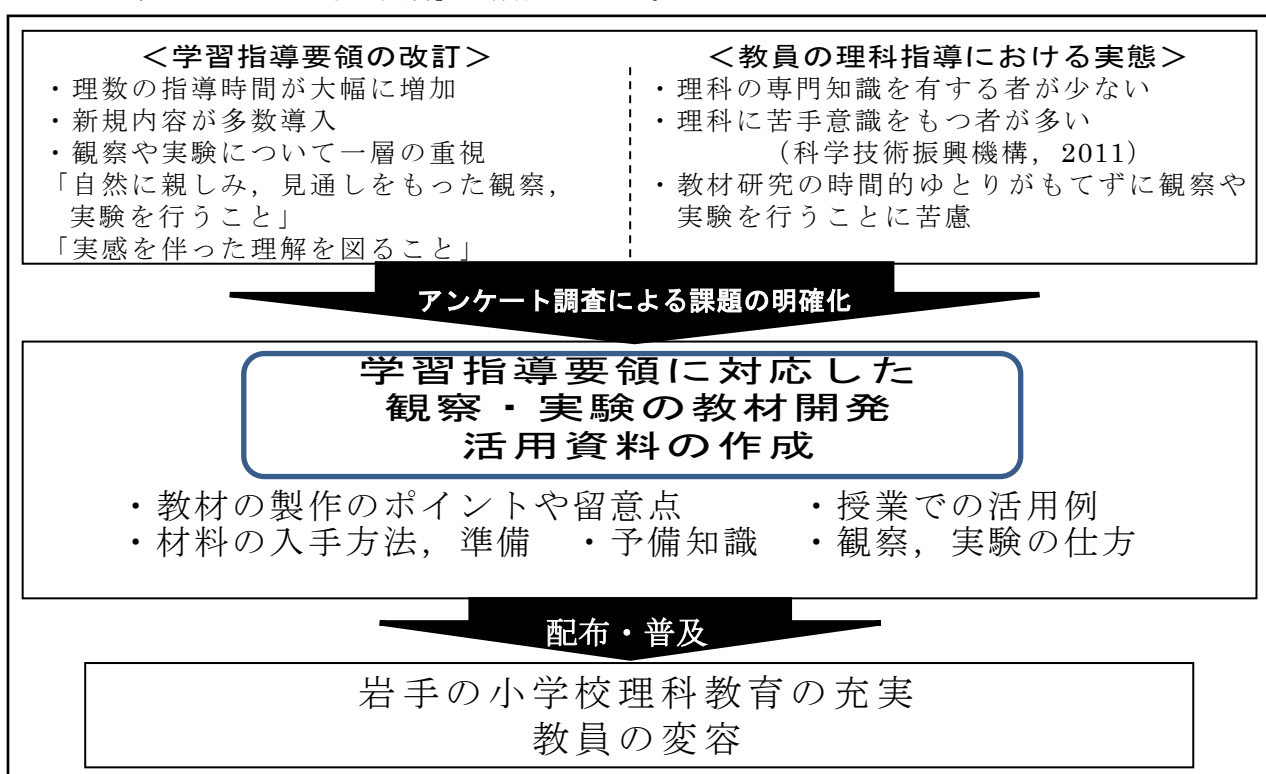 ＜学習指導要領の改訂＞
・理数の指導時間が大幅に増加
・新規内容が多数導入
・観察や実験について一層の重視
「自然に親しみ，見通しをもった観察，
実験を行うこと」
「実感を伴った理解を図ること」
＜教員の理科指導における実態＞
・理科の専門知識を有する者が少ない
・理科に苦手意識をもつ者が多い
（科学技術振興機構，2011）
・教材研究の時間的ゆとりがもてずに観察や
実験を行うことに苦慮
アンケート調査による課題の明確化
学習指導要領に対応した
観察・実験の教材開発
活用資料の作成
・教材の製作のポイントや留意点　・授業での活用例
・材料の入手方法，準備　・予備知識　・観察，実験の仕方
配布・普及
岩手の小学校理科教育の充実
教員の変容